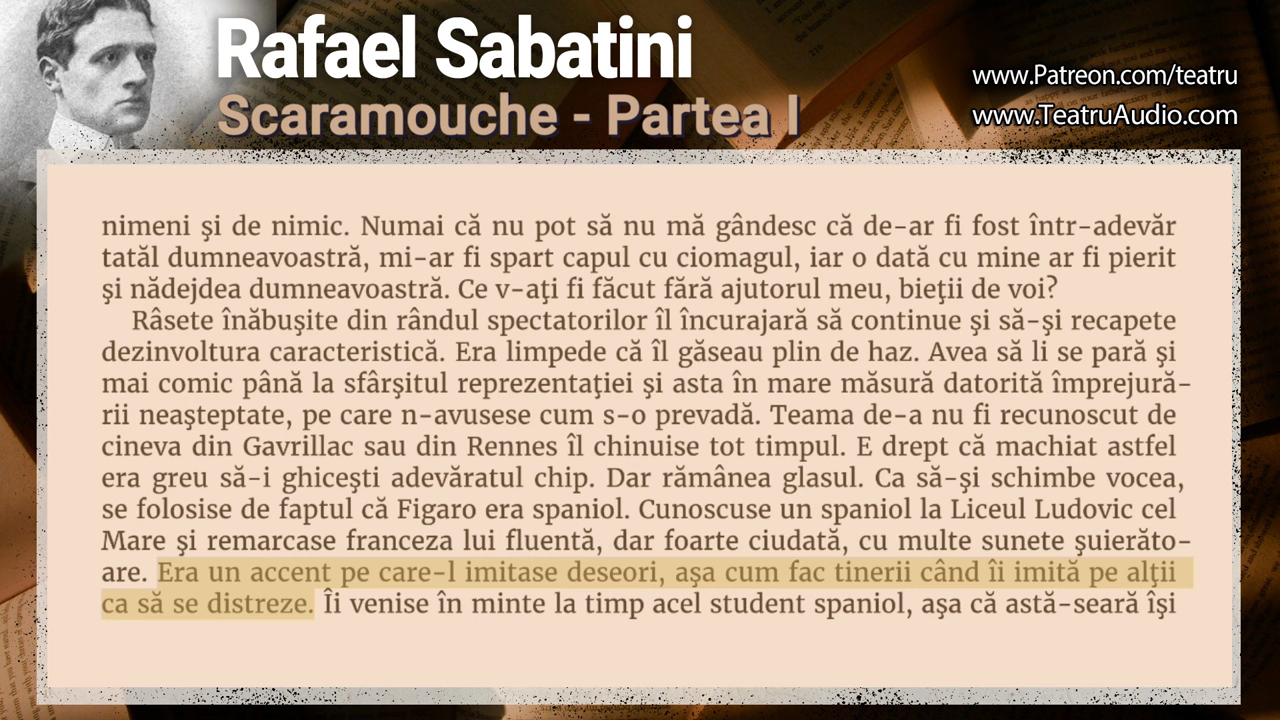 Rafael Sabatini
Scaramouche - Partea I
www.Patreon.com/teatru
www.TeatruAudio.com
nimeni şi de nimic. Numai că nu pot să nu mă gândesc că de-ar fi fost într-adevăr
tatăl dumneavoastră, mi-ar fi spart capul cu ciomagul, iar o dată cu mine ar fi pierit
şi nădejdea dumneavoastră. Ce v-aţi fi făcut fără ajutorul meu, bieţii de voi?
Râsete înăbuşite din rândul spectatorilor îl încurajară să continue şi să-şi recapete
dezinvoltura caracteristică. Era limpede că îl găseau plin de haz. Avea să li se pară şi
mai comic până la sfârşitul reprezentaţiei şi asta în mare măsură datorită împrejură-
rii neaşteptate, pe care n-avusese cum s-o prevadă. Teama de-a nu fi recunoscut de
cineva din Gavrillac sau din Rennes îl chinuise tot timpul. E drept că machiat astfel
era greu să-i ghiceşti adevăratul chip. Dar rămânea glasul. Ca să-şi schimbe vocea,
se folosise de faptul că Figaro era spaniol. Cunoscuse un spaniol la Liceul Ludovic cel
Mare şi remarcase franceza lui fluentă, dar foarte ciudată, cu multe sunete şuierăto-
are. Era un accent pe care-l imitase deseori, aşa cum fac tinerii când îi imită pe alţii
ca să se distreze. Îi venise în minte la timp acel student spaniol, aşa că astă-seară îşi